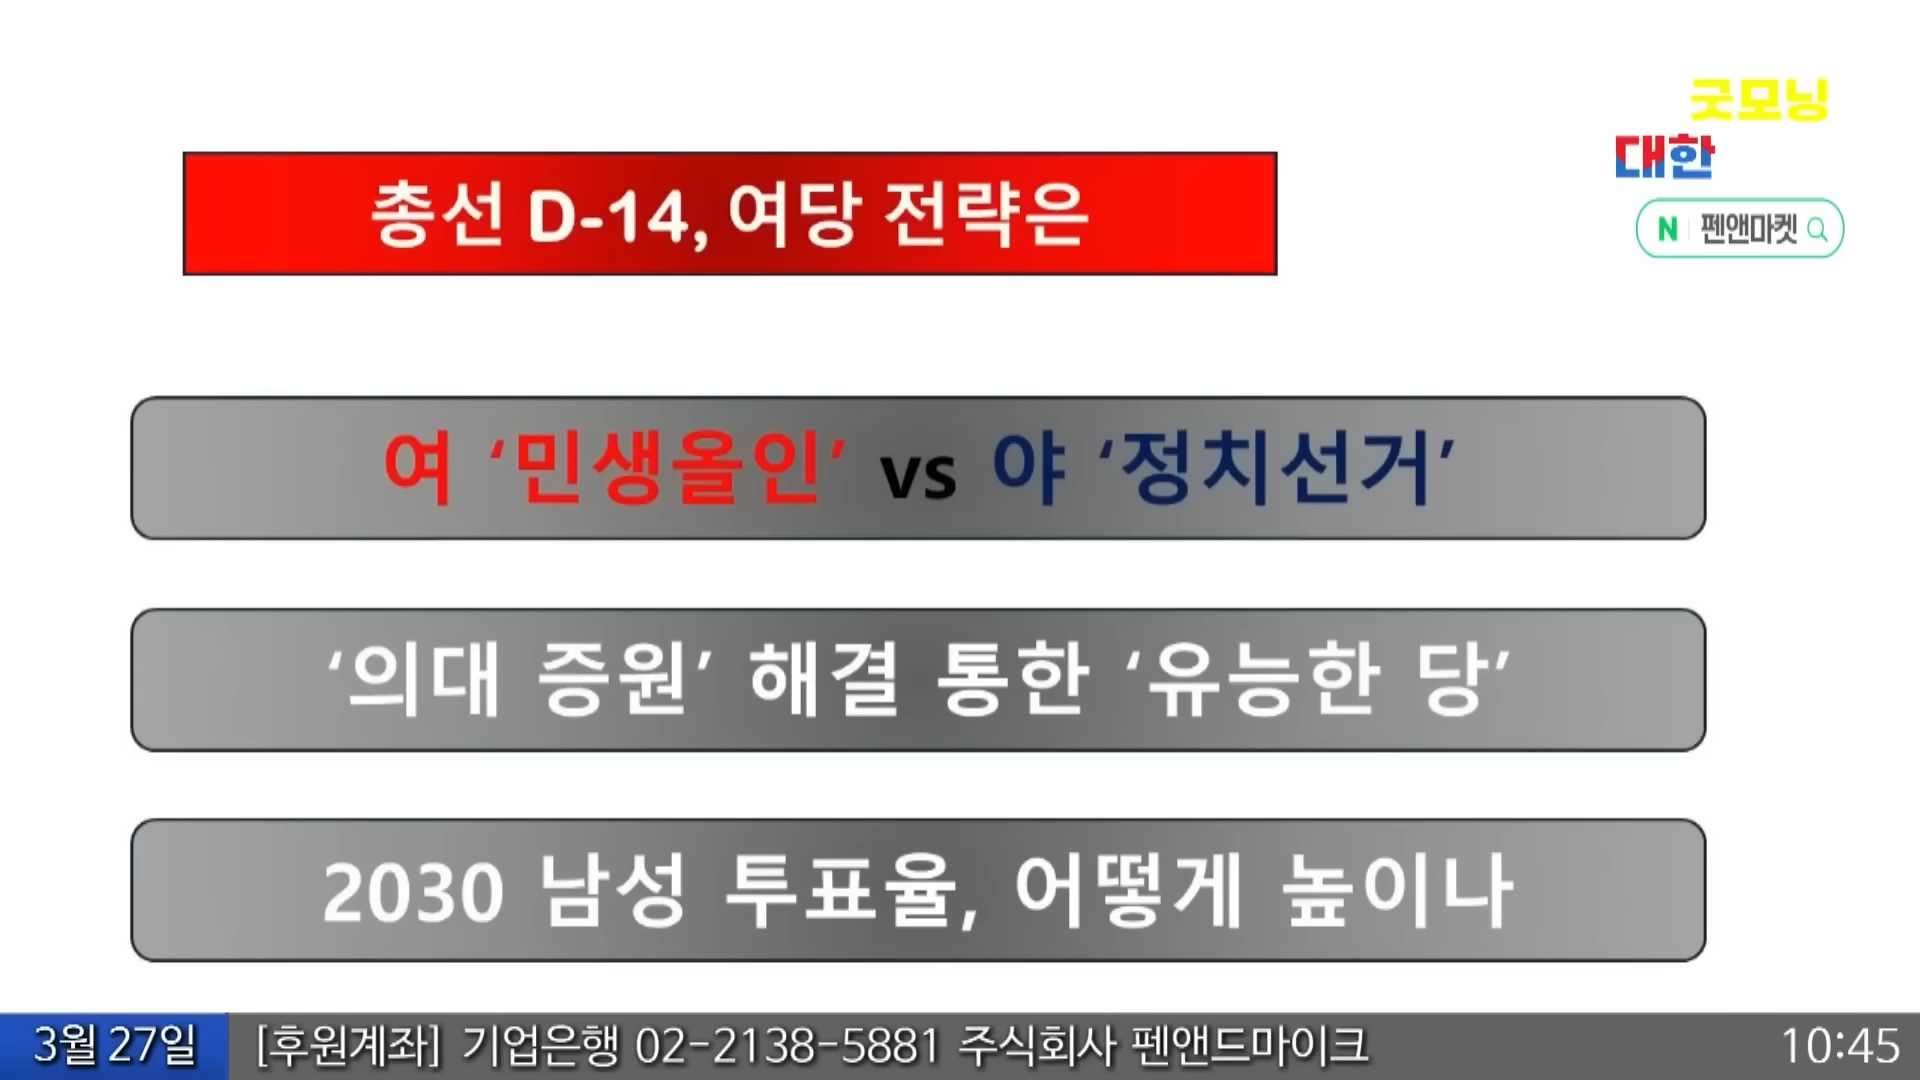 굿모닝
대한
N 펜앤마켓
총선 D-14, 여당 전략은
여 ‘민생올인’ vs 야 ‘정치선거’
‘의대 증원’ 해결 통한 ‘유능한 당’
2030 남성 투표율, 어떻게 높이나
3월 27일 [후원계좌] 기업은행 02-2138-5881 주식회사 펜앤드마이크 10:45